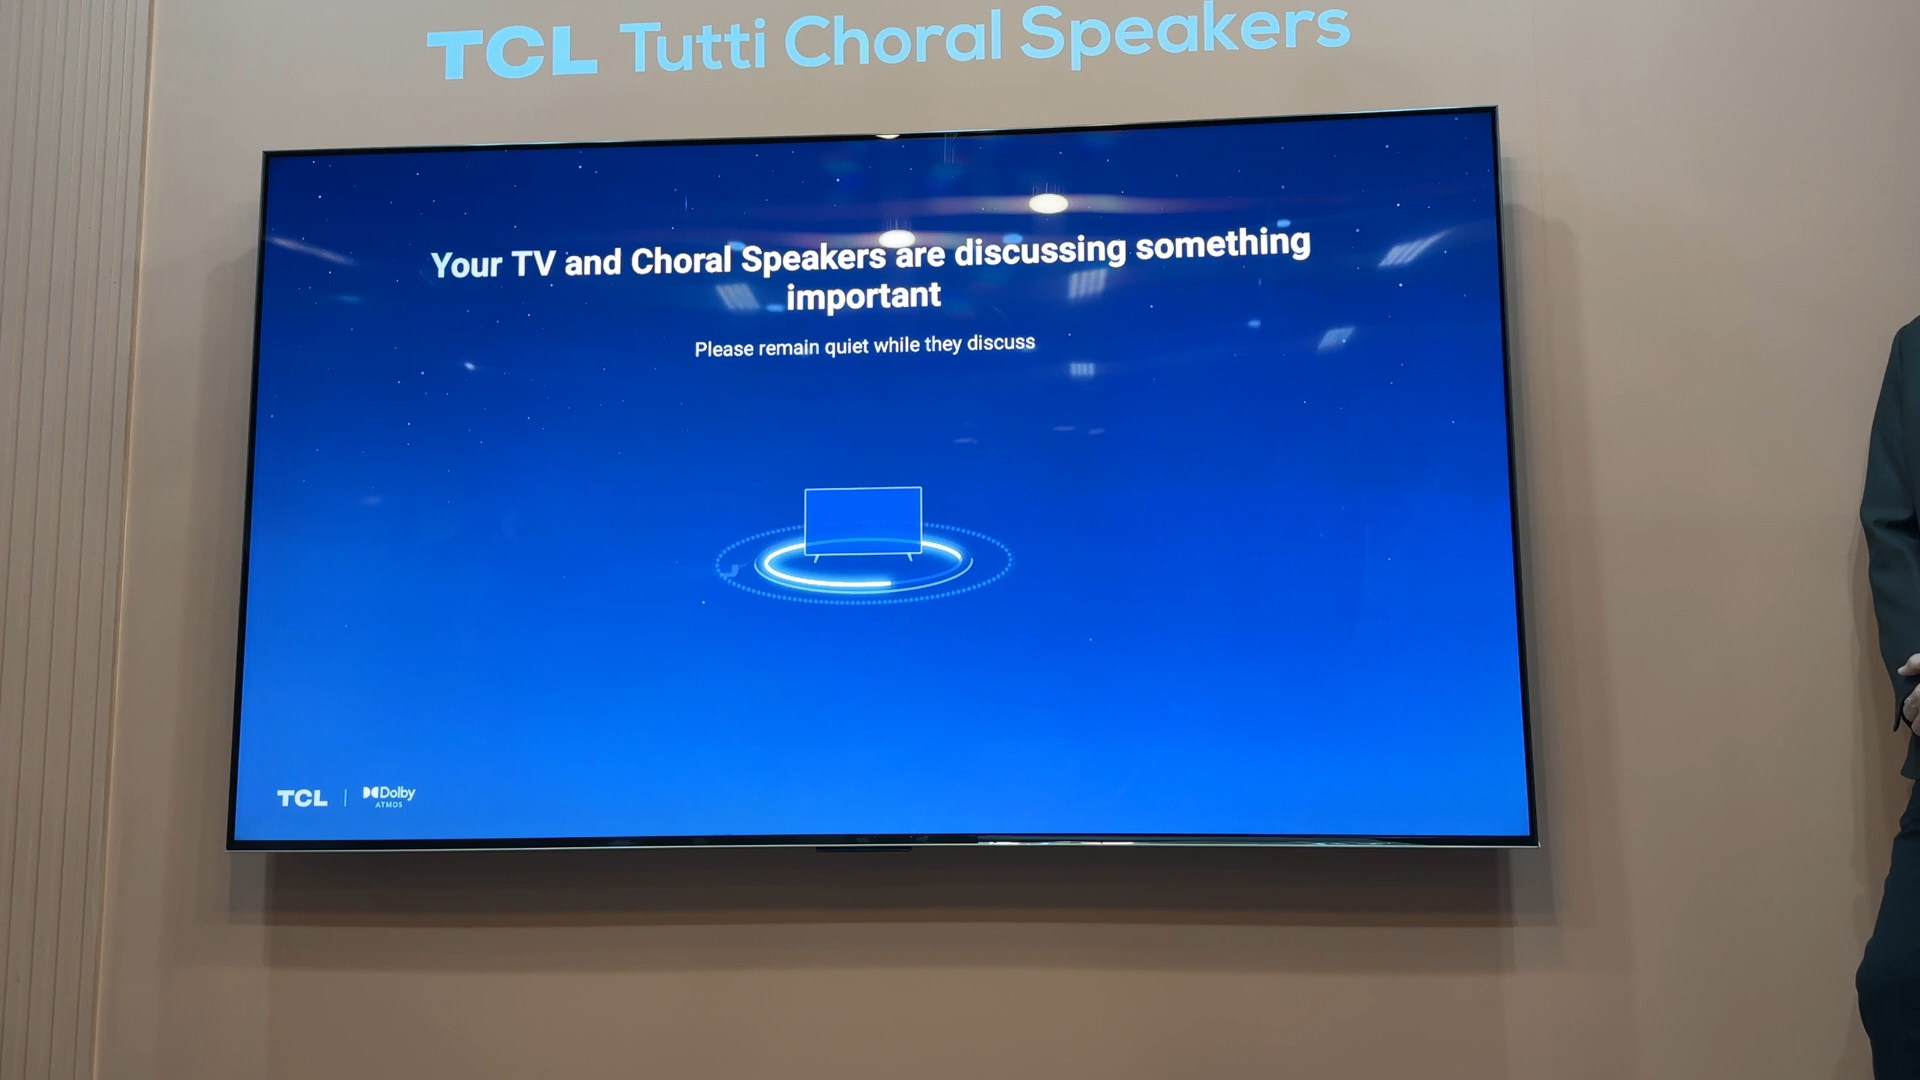 TCL Tutti Choral Speakers
Your TV and Choral Speakers are discussing something
important
Please remain quiet while they discuss
TCL | Dolby
ATMOS